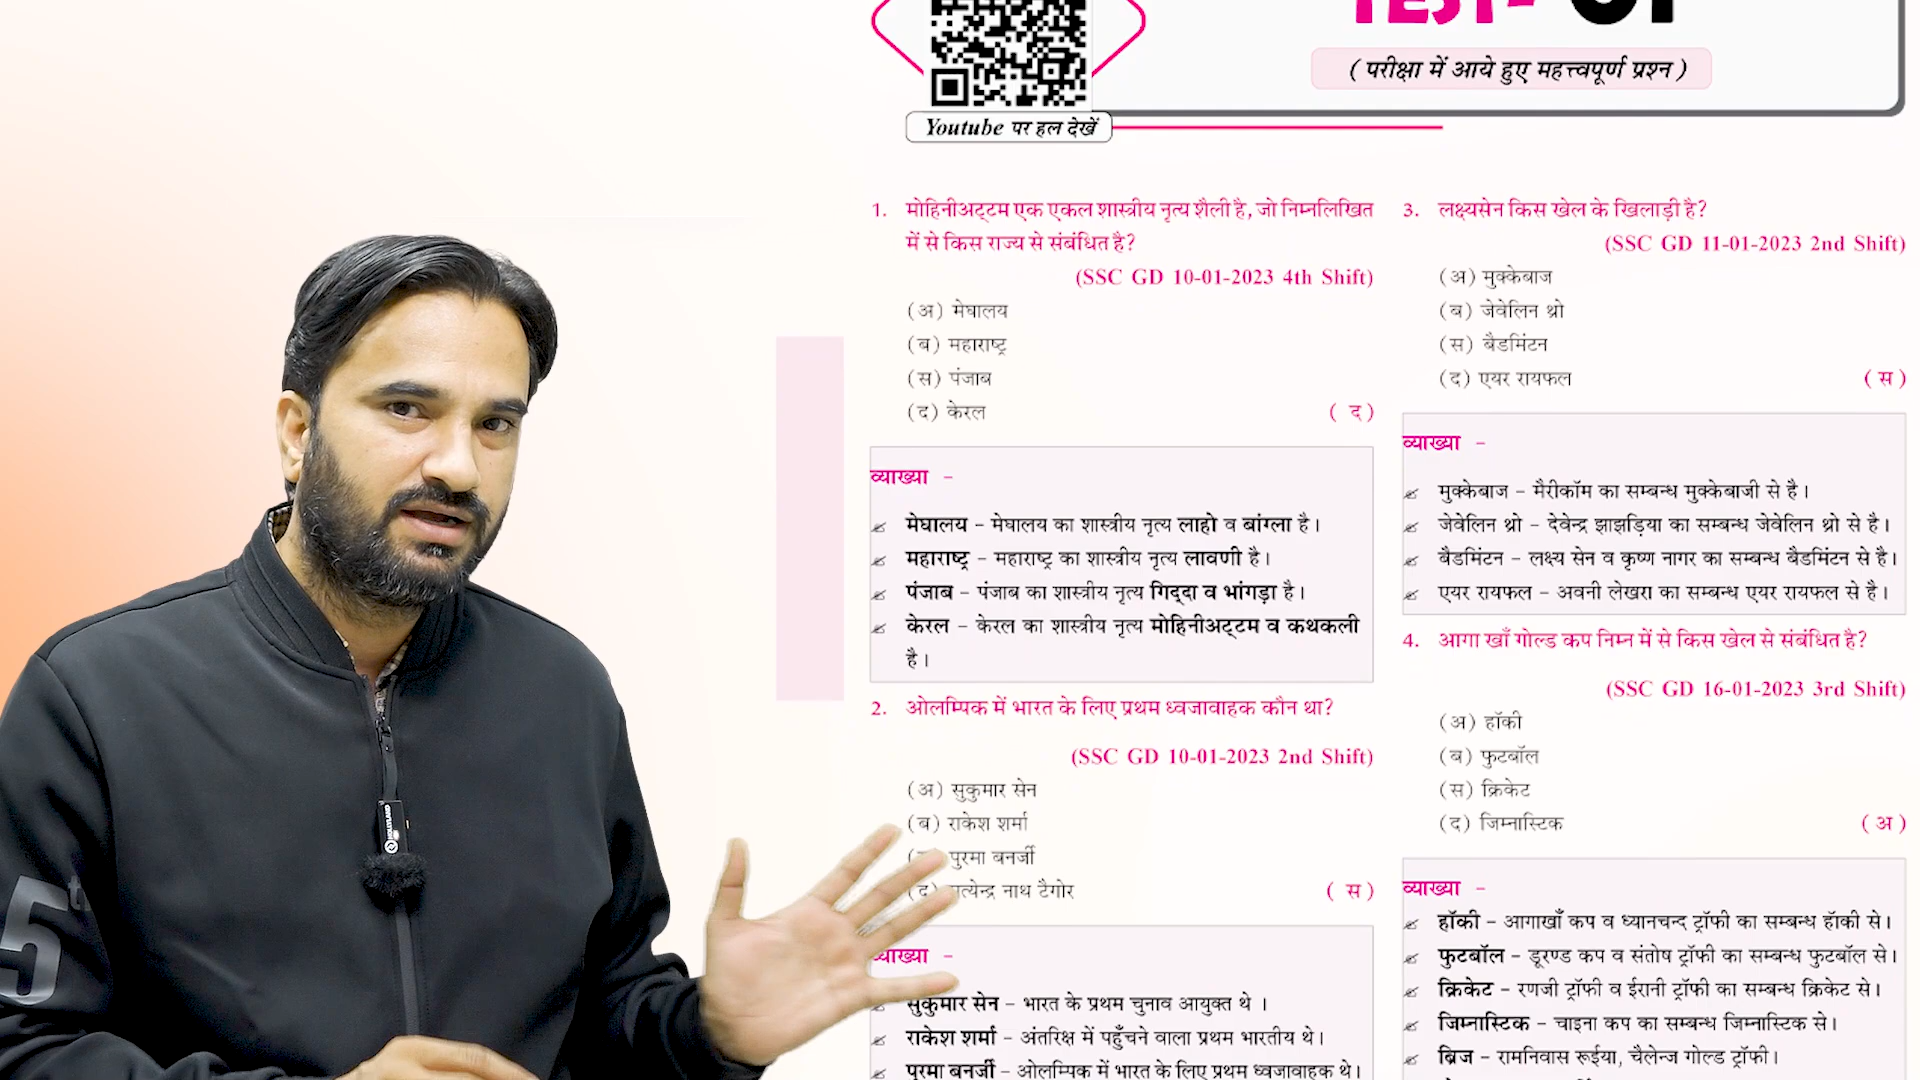 TEST- 01
( परीक्षा में आये हुए महत्त्वपूर्ण प्रश्न )
Youtube पर हल देखें
1. मोहिनीअट्टम एक एकल शास्त्रीय नृत्य शैली है, जो निम्नलिखित
में से किस राज्य से संबंधित है?
(SSC GD 10-01-2023 4th Shift)
(अ) मेघालय
(ब) महाराष्ट्र
(स) पंजाब
(द) केरल ( द )
व्याख्या -
मेघालय – मेघालय का शास्त्रीय नृत्य लाहो व बांग्ला है।
महाराष्ट्र – महाराष्ट्र का शास्त्रीय नृत्य लावणी है।
पंजाब – पंजाब का शास्त्रीय नृत्य गिद्दा व भांगड़ा है।
केरल – केरल का शास्त्रीय नृत्य मोहिनीअट्टम व कथकली
है।
2. ओलम्पिक में भारत के लिए प्रथम ध्वजावाहक कौन था?
(SSC GD 10-01-2023 2nd Shift)
(अ) सुकुमार सेन
(ब) राकेश शर्मा
पुरमा बनर्जी
(द) सत्येन्द्र नाथ टैगोर ( स )
व्याख्या -
सुकुमार सेन – भारत के प्रथम चुनाव आयुक्त थे ।
राकेश शर्मा – अंतरिक्ष में पहुँचने वाला प्रथम भारतीय थे।
पुरमा बनर्जी – ओलम्पिक में भारत के लिए प्रथम ध्वजावाहक थे।
3. लक्ष्यसेन किस खेल के खिलाड़ी है?
(SSC GD 11-01-2023 2nd Shift)
(अ) मुक्केबाज
(ब) जेवेलिन थ्रो
(स) बैडमिंटन
(द) एयर रायफल ( स )
व्याख्या -
मुक्केबाज – मैरीकॉम का सम्बन्ध मुक्केबाजी से है।
जेवेलिन थ्रो – देवेन्द्र झाझड़िया का सम्बन्ध जेवेलिन थ्रो से है।
बैडमिंटन – लक्ष्य सेन व कृष्ण नागर का सम्बन्ध बैडमिंटन से है।
एयर रायफल – अवनी लेखरा का सम्बन्ध एयर रायफल से है।
4. आगा खाँ गोल्ड कप निम्न में से किस खेल से संबंधित है?
(SSC GD 16-01-2023 3rd Shift)
(अ) हॉकी
(ब) फुटबॉल
(स) क्रिकेट
(द) जिम्नास्टिक ( अ )
व्याख्या -
हॉकी – आगाखाँ कप व ध्यानचन्द ट्रॉफी का सम्बन्ध हॉकी से।
फुटबॉल – डूरण्ड कप व संतोष ट्रॉफी का सम्बन्ध फुटबॉल से।
क्रिकेट – रणजी ट्रॉफी व ईरानी ट्रॉफी का सम्बन्ध क्रिकेट से।
जिम्नास्टिक – चाइना कप का सम्बन्ध जिम्नास्टिक से।
ब्रिज – रामनिवास रूईया, चैलेन्ज गोल्ड ट्रॉफी।
5th
HOLLYLAND